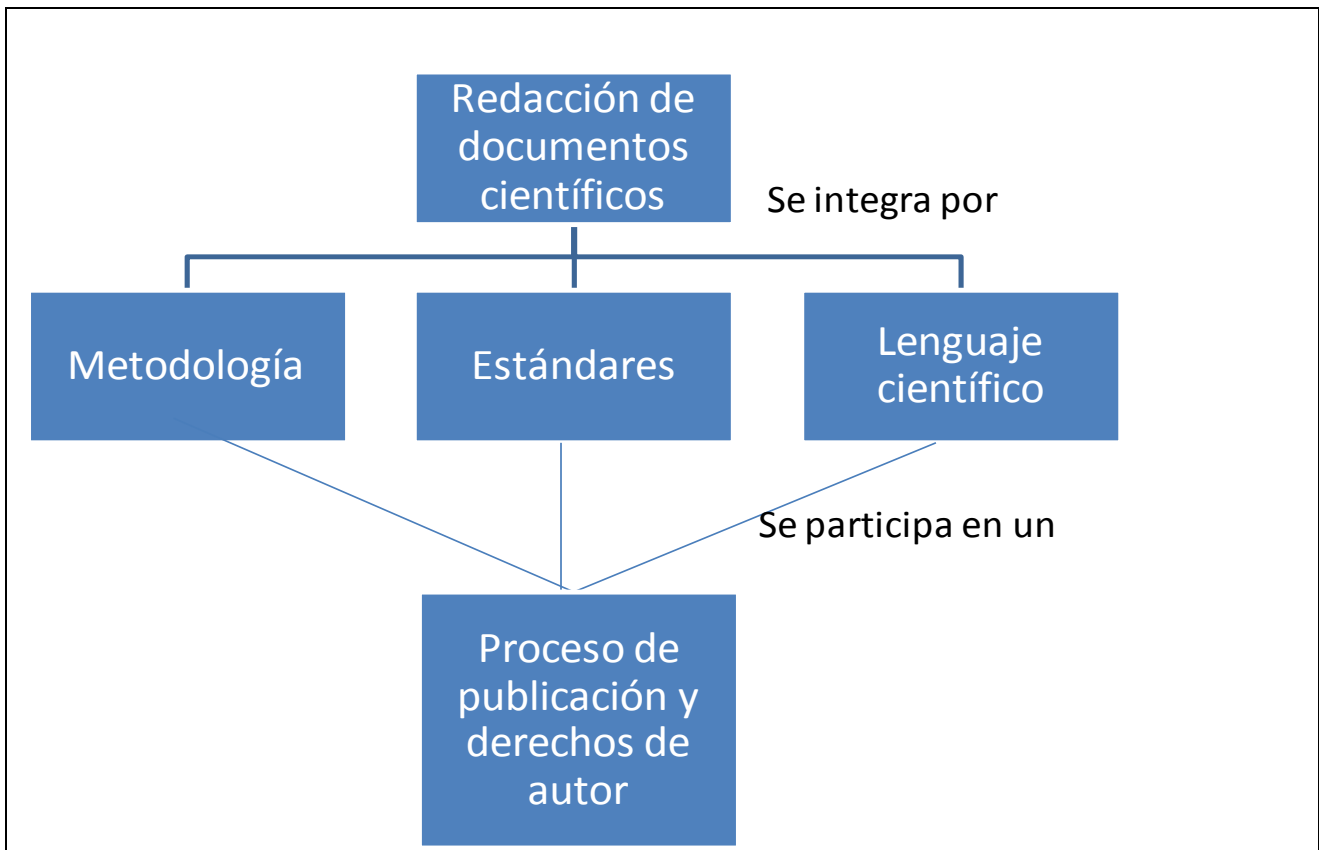 Redacción de
documentos
científicos
Se integra por
Metodología
Estándares
Lenguaje
científico
Se participa en un
Proceso de
publicación y
derechos de
autor